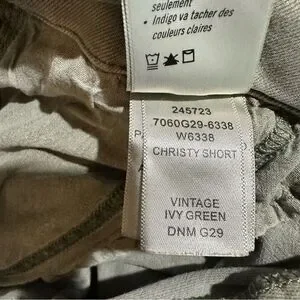 seulement
• Indigo va tacher des
couleurs claires
245723
7060G29-6338
W6338
CHRISTY SHORT
VINTAGE
IVY GREEN
DNM G29